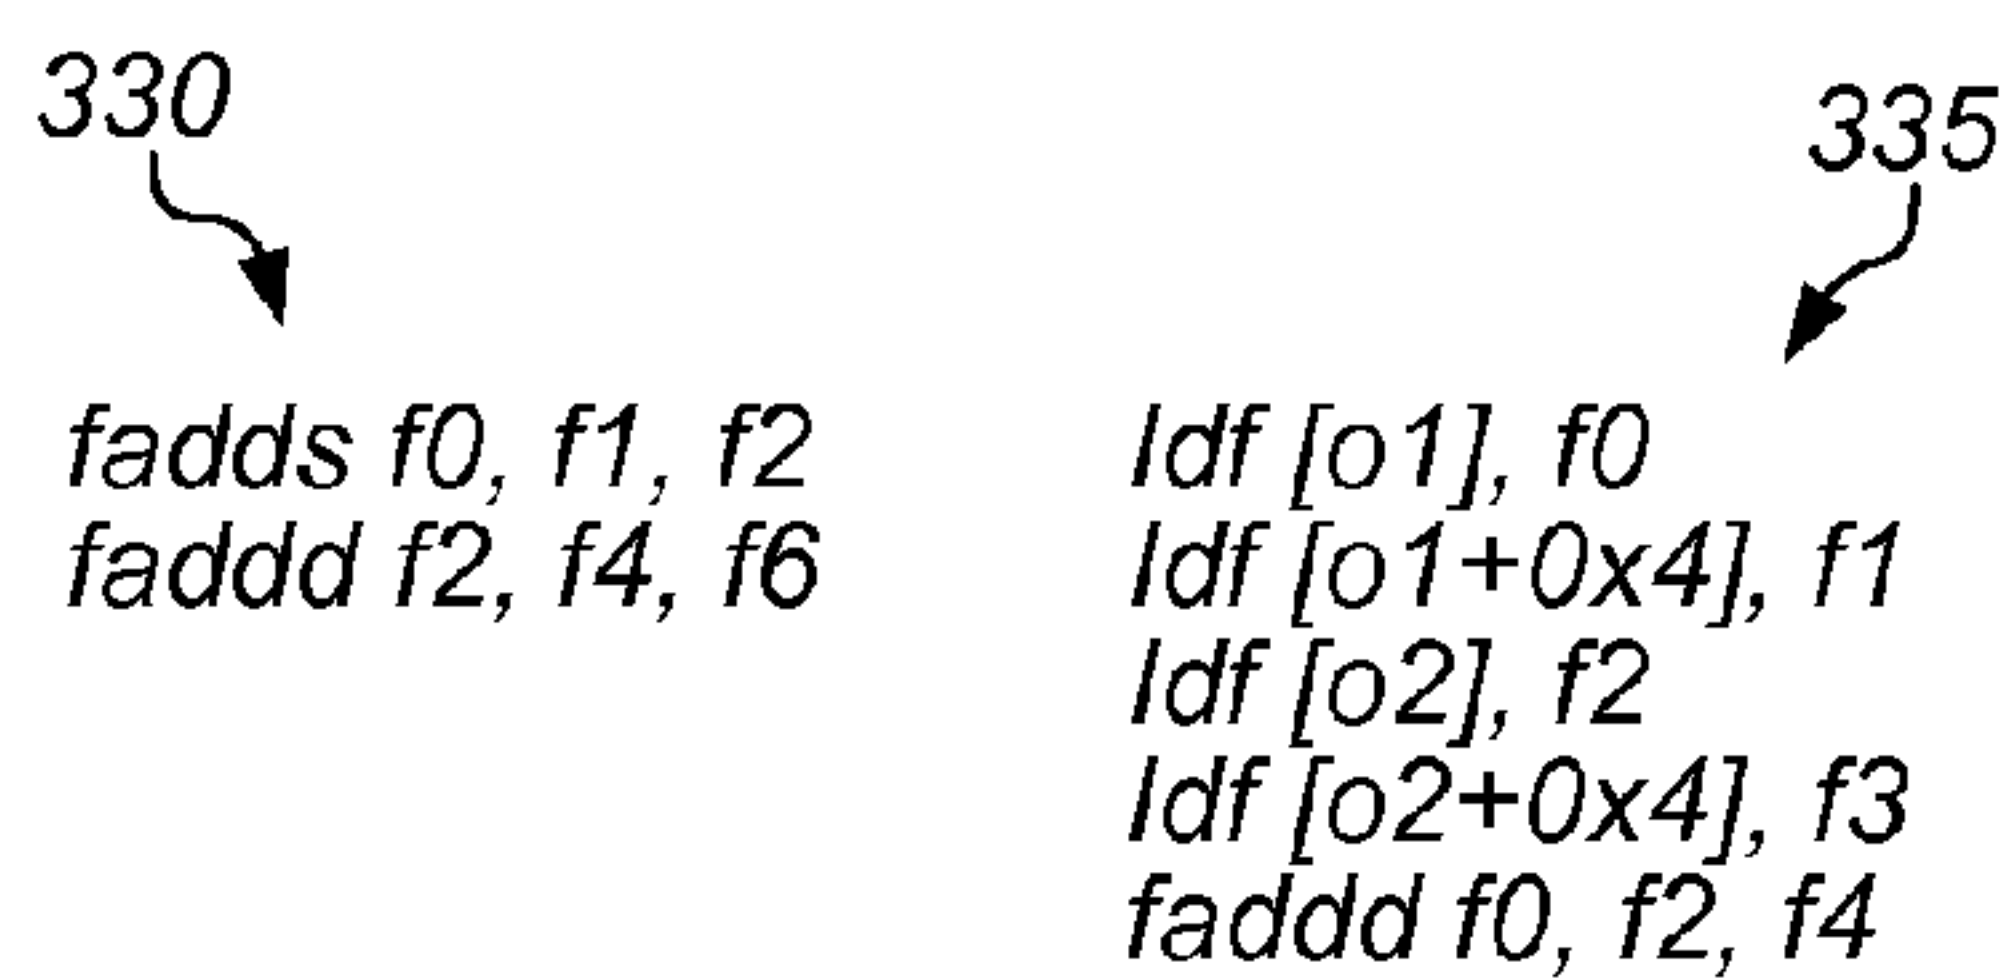 330
335
fadds f0, f1, f2
faddd f2, f4, f6
ldf [o1], f0
ldf [o1+0x4], f1
ldf [o2], f2
ldf [o2+0x4], f3
faddd f0, f2, f4